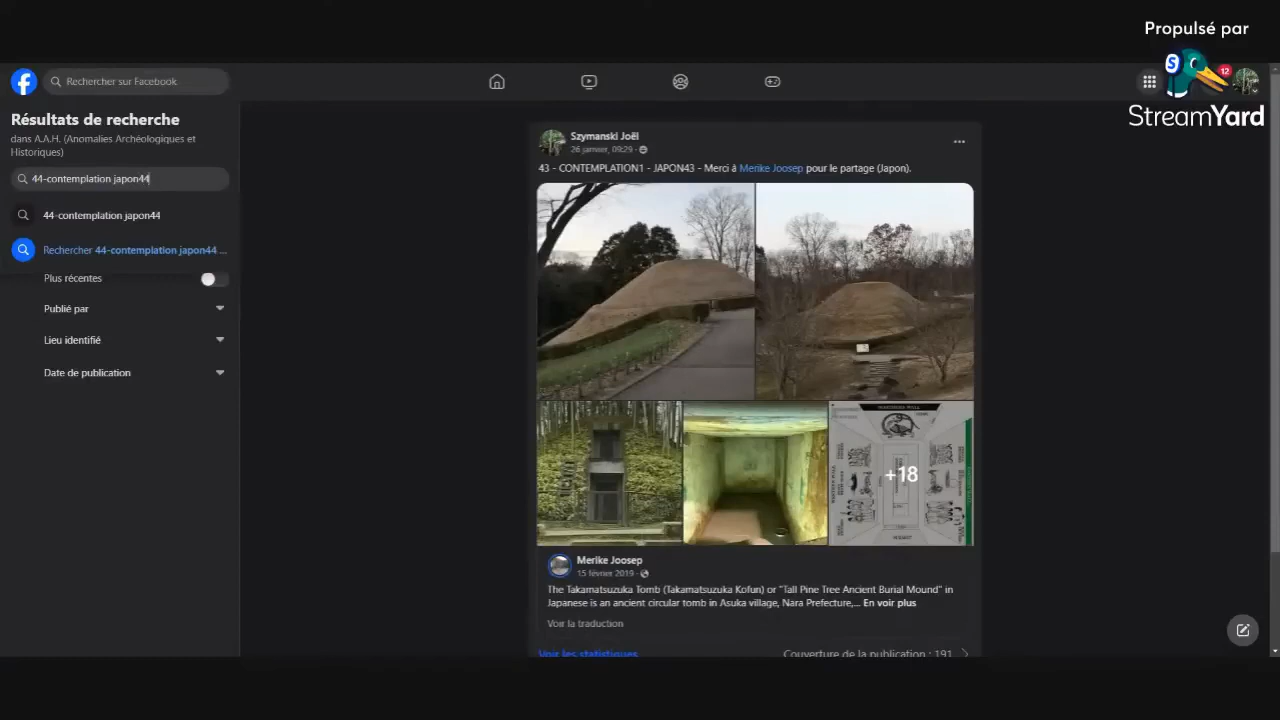 Propulsé par
StreamYard
Rechercher sur Facebook
12
Résultats de recherche
dans A.A.H. (Anomalies Archéologiques et
Historiques)
44-contemplation japon44
44-contemplation japon44
Rechercher 44-contemplation japon44 ...
Plus récentes
Publié par
Lieu identifié
Date de publication
Szymanski Joël
26 janvier, 09:29
43 - CONTEMPLATION1 - JAPON43 - Merci à Merike Joosep pour le partage (Japon).
+18
Merike Joosep
15 février 2019
The Takamatsuzuka Tomb (Takamatsuzuka Kofun) or "Tall Pine Tree Ancient Burial Mound" in
Japanese is an ancient circular tomb in Asuka village, Nara Prefecture,... En voir plus
Voir la traduction
Voir les statistiques
Couverture de la publication : 191